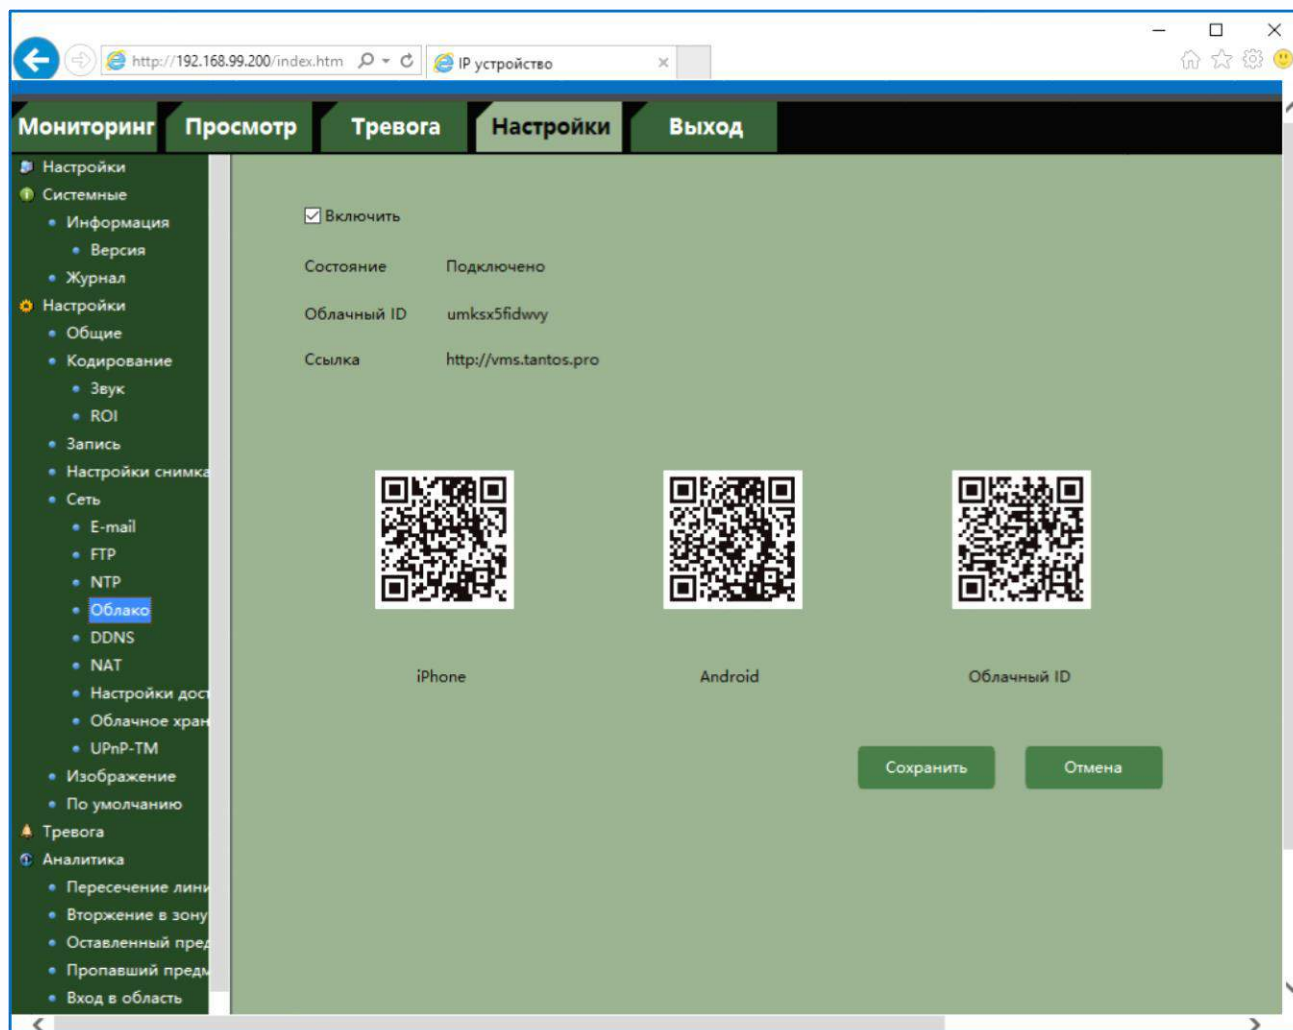 http://192.168.99.200/index.htm
IP устройство
Мониторинг Просмотр Тревога Настройки Выход
Настройки
Системные
Информация
Версия
Журнал
Настройки
Общие
Кодирование
Звук
ROI
Запись
Настройки снимка
Сеть
E-mail
FTP
NTP
Облако
DDNS
NAT
Настройки дост
Облачное хран
UPnP-TM
Изображение
По умолчанию
Тревога
Аналитика
Пересечение лини
Вторжение в зону
Оставленный пред
Пропавший предм
Вход в область
Включить
Состояние Подключено
Облачный ID umksx5fidwvy
Ссылка http://vms.tantos.pro
iPhone Android Облачный ID
Сохранить Отмена